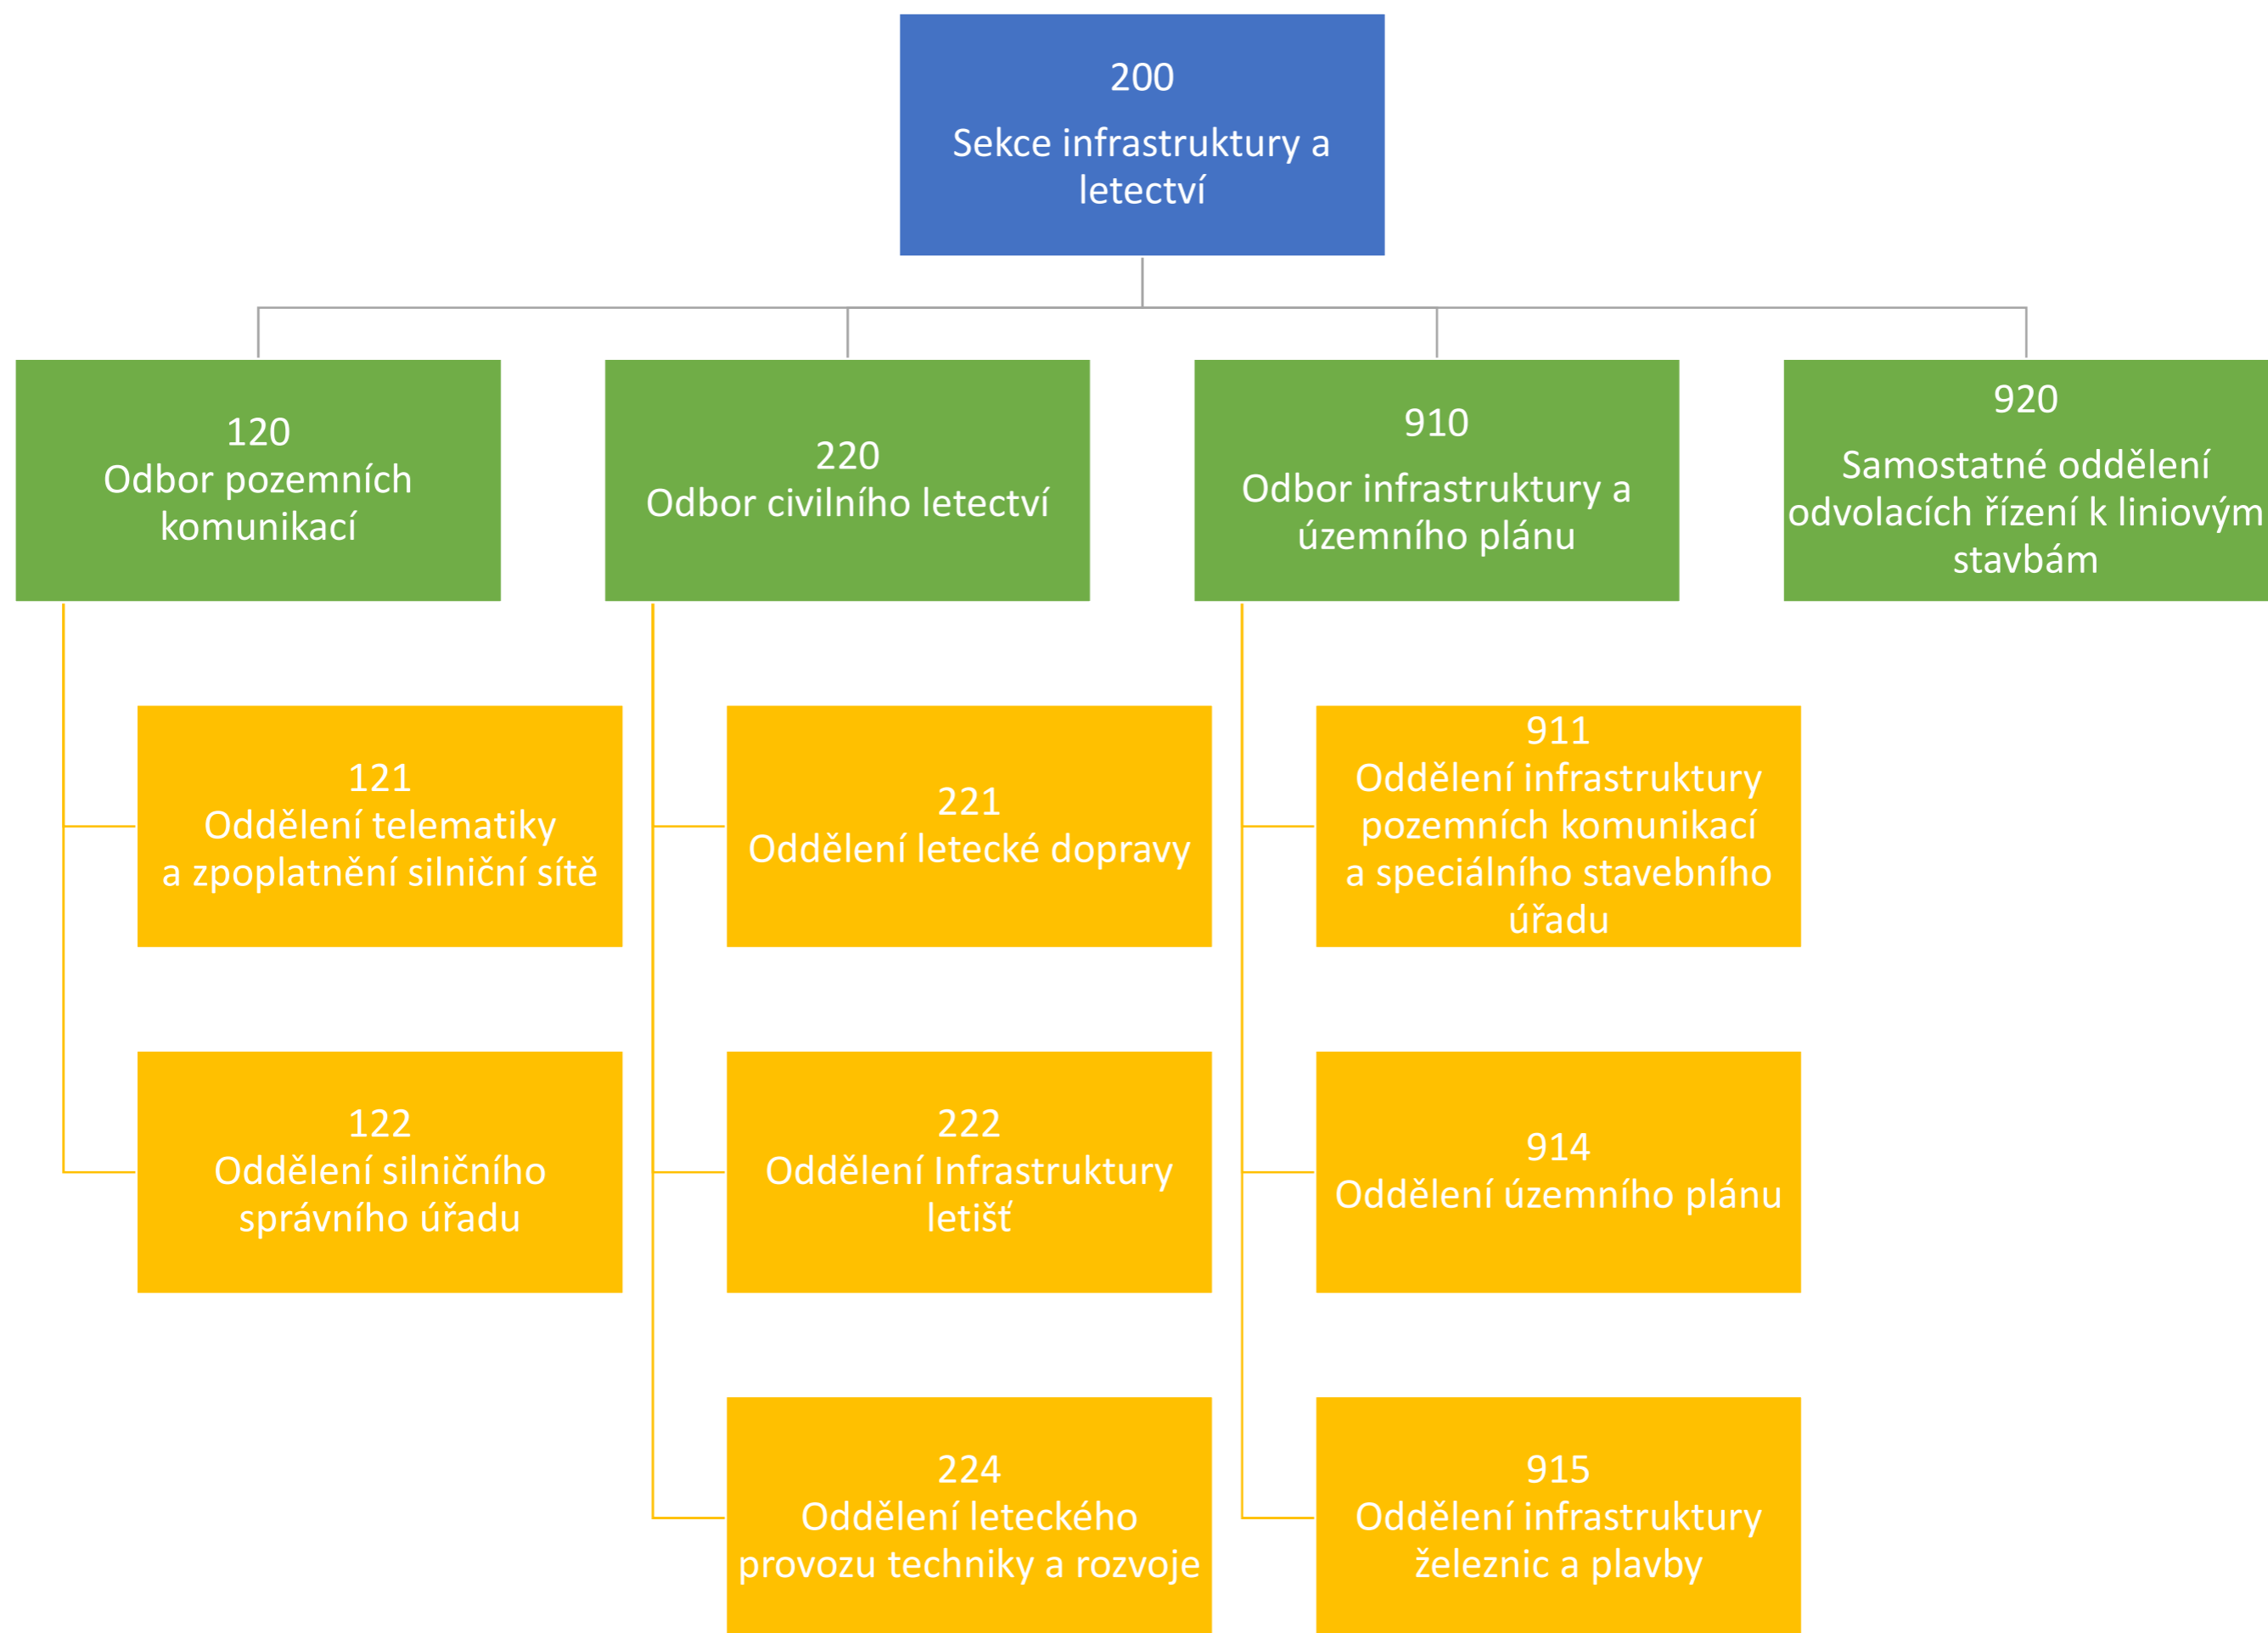 200
Sekce infrastruktury a
letectví
120
Odbor pozemních
komunikací
220
Odbor civilního letectví
910
Odbor infrastruktury a
územního plánu
920
Samostatné oddělení
odvolacích řízení k liniovým
stavbám
121
Oddělení telematiky
a zpoplatnění silniční sítě
221
Oddělení letecké dopravy
911
Oddělení infrastruktury
pozemních komunikací
a speciálního stavebního
úřadu
122
Oddělení silničního
správního úřadu
222
Oddělení Infrastruktury
letišť
914
Oddělení územního plánu
224
Oddělení leteckého
provozu techniky a rozvoje
915
Oddělení infrastruktury
železnic a plavby